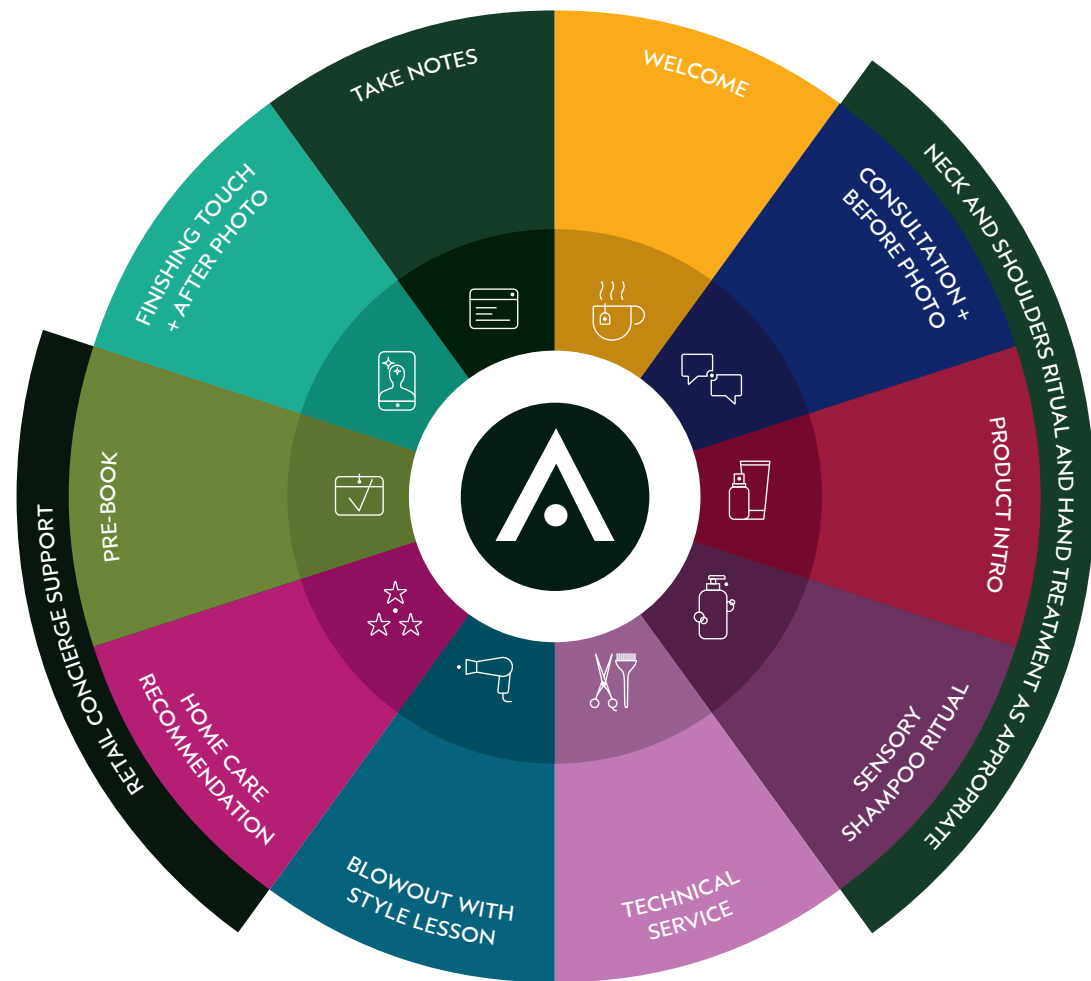 WELCOME
CONSULTATION +
BEFORE PHOTO
PRODUCT INTRO
SENSORY
SHAMPOO RITUAL
NECK AND SHOULDERS RITUAL AND HAND TREATMENT AS APPROPRIATE
TECHNICAL
SERVICE
BLOWOUT WITH
STYLE LESSON
HOME CARE
RECOMMENDATION
PRE-BOOK
RETAIL CONCIERGE SUPPORT
FINISHING TOUCH
+ AFTER PHOTO
TAKE NOTES